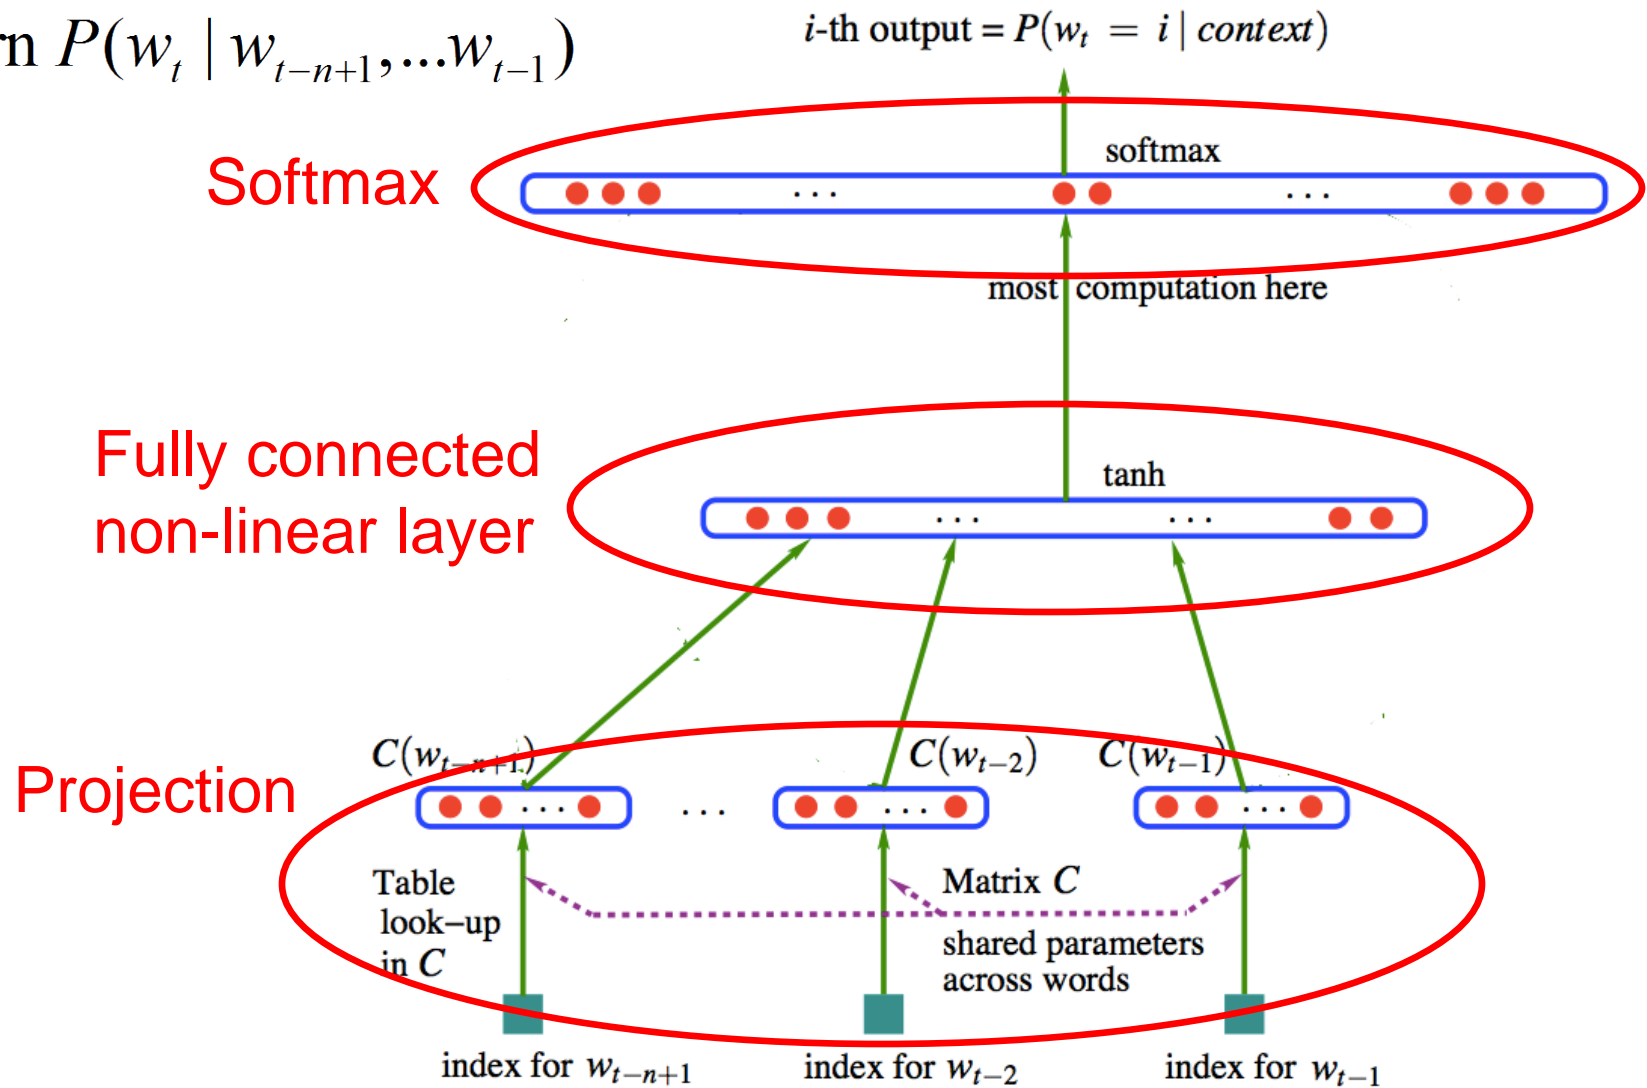 rn P(w_t | w_{t−n+1},...w_{t−1})
i-th output = P(w_t = i | context)
softmax
Softmax
. . .
. . .
most computation here
Fully connected
non-linear layer
tanh
. . .
. . .
Projection
C(w_{t−n+1})
C(w_{t−2})
C(w_{t−1})
. . .
. . .
. . .
. . .
Table
look–up
in C
Matrix C
shared parameters
across words
index for w_{t−n+1}
index for w_{t−2}
index for w_{t−1}